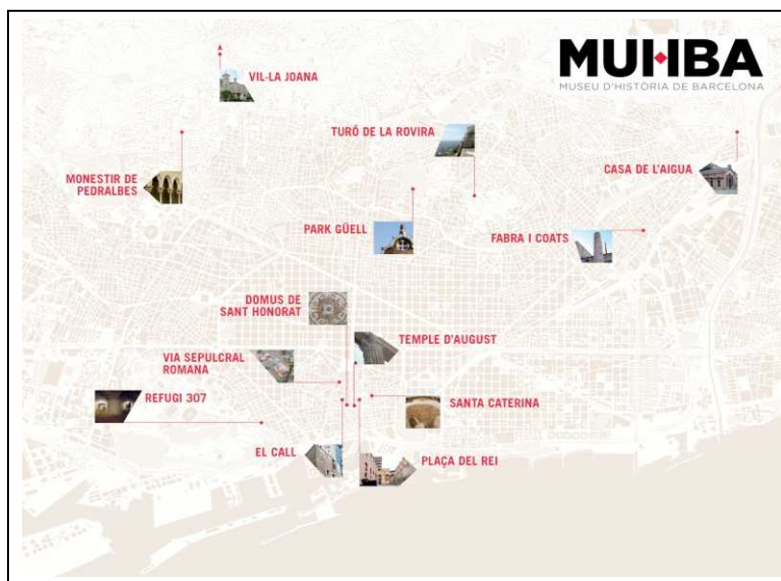 MUHBA
MUSEU D'HISTÒRIA DE BARCELONA
VIL·LA JOANA
TURÓ DE LA ROVIRA
MONESTIR DE
PEDRALBES
CASA DE L'AIGUA
PARK GÜELL
FABRA I COATS
DOMUS DE
SANT HONORAT
TEMPLE D'AUGUST
VIA SEPULCRAL
ROMANA
REFUGI 307
SANTA CATERINA
EL CALL
PLAÇA DEL REI